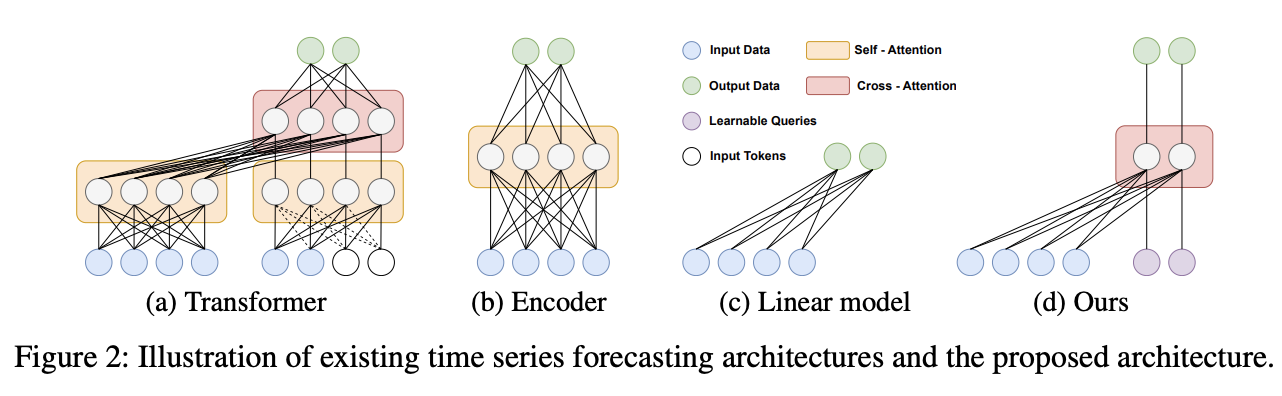 Input Data
Self - Attention
Output Data
Cross - Attention
Learnable Queries
Input Tokens
(a) Transformer
(b) Encoder
(c) Linear model
(d) Ours
Figure 2: Illustration of existing time series forecasting architectures and the proposed architecture.